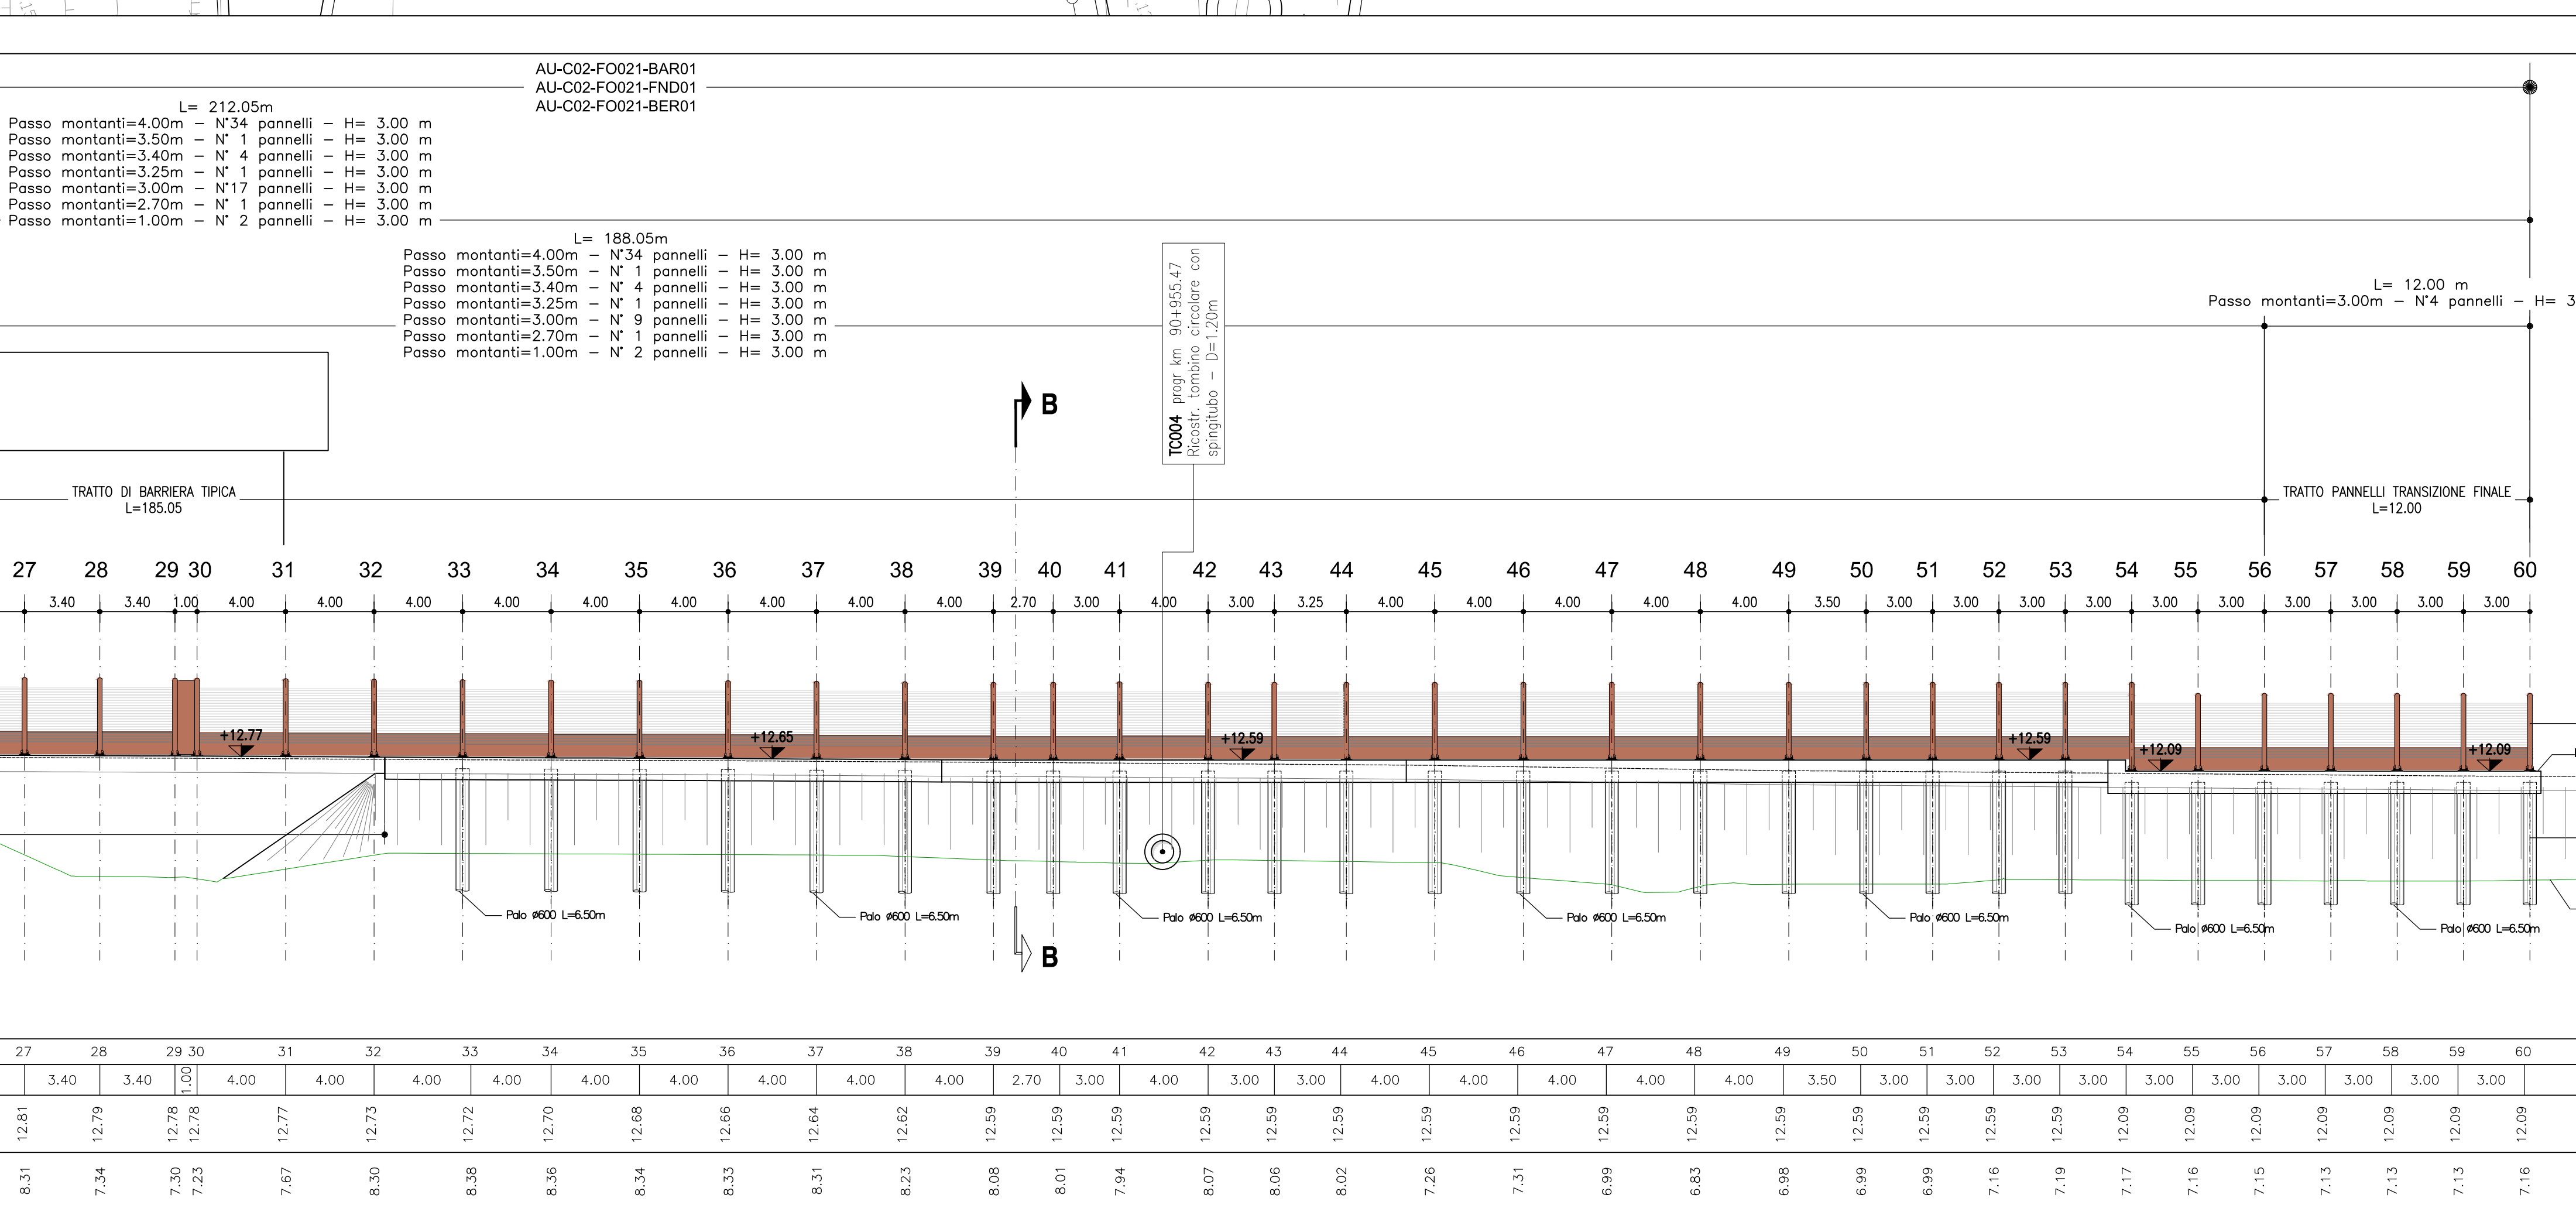 AU-C02-FO021-BAR01
AU-C02-FO021-FND01
AU-C02-FO021-BER01
L= 212.05m
Passo montanti=4.00m – N°34 pannelli – H= 3.00 m
Passo montanti=3.50m – N° 1 pannelli – H= 3.00 m
Passo montanti=3.40m – N° 4 pannelli – H= 3.00 m
Passo montanti=3.25m – N° 1 pannelli – H= 3.00 m
Passo montanti=3.00m – N°17 pannelli – H= 3.00 m
Passo montanti=2.70m – N° 1 pannelli – H= 3.00 m
Passo montanti=1.00m – N° 2 pannelli – H= 3.00 m
L= 188.05m
Passo montanti=4.00m – N°34 pannelli – H= 3.00 m
Passo montanti=3.50m – N° 1 pannelli – H= 3.00 m
Passo montanti=3.40m – N° 4 pannelli – H= 3.00 m
Passo montanti=3.25m – N° 1 pannelli – H= 3.00 m
Passo montanti=3.00m – N° 9 pannelli – H= 3.00 m
Passo montanti=2.70m – N° 1 pannelli – H= 3.00 m
Passo montanti=1.00m – N° 2 pannelli – H= 3.00 m
TC004 progr km 90+955.47
Ricostr. tombino circolare con
spingitubo – D=1.20m
L= 12.00 m
Passo montanti=3.00m – N°4 pannelli – H= 3
B
TRATTO DI BARRIERA TIPICA
L=185.05
TRATTO PANNELLI TRANSIZIONE FINALE
L=12.00
27 28 29 30 31 32 33 34 35 36 37 38 39 40 41 42 43 44 45 46 47 48 49 50 51 52 53 54 55 56 57 58 59 60
3.40 3.40 1.00 4.00 4.00 4.00 4.00 4.00 4.00 4.00 4.00 2.70 3.00 4.00 3.00 3.25 4.00 4.00 4.00 4.00 4.00 3.50 3.00 3.00 3.00 3.00 3.00 3.00 3.00 3.00 3.00 3.00
+12.77 +12.65 +12.59 +12.59 +12.09 +12.09
Palo ø600 L=6.50m
Palo ø600 L=6.50m
Palo ø600 L=6.50m
Palo ø600 L=6.50m
Palo ø600 L=6.50m
Palo ø600 L=6.50m
Palo ø600 L=6.50m
B
27 28 29 30 31 32 33 34 35 36 37 38 39 40 41 42 43 44 45 46 47 48 49 50 51 52 53 54 55 56 57 58 59 60
3.40 3.40 1.00 4.00 4.00 4.00 4.00 4.00 4.00 4.00 4.00 2.70 3.00 4.00 3.00 3.00 4.00 4.00 4.00 4.00 4.00 3.50 3.00 3.00 3.00 3.00 3.00 3.00 3.00 3.00 3.00 3.00
12.81 12.79 12.78 12.78 12.77 12.73 12.72 12.70 12.68 12.66 12.64 12.62 12.59 12.59 12.59 12.59 12.59 12.59 12.59 12.59 12.59 12.59 12.59 12.59 12.59 12.59 12.59 12.09 12.09 12.09 12.09 12.09 12.09 12.09
8.31 7.34 7.30 7.23 7.67 8.30 8.38 8.36 8.34 8.33 8.31 8.23 8.08 8.01 7.94 8.07 8.06 8.02 7.26 7.31 6.99 6.83 6.98 6.99 6.99 7.16 7.19 7.17 7.16 7.15 7.13 7.13 7.13 7.16